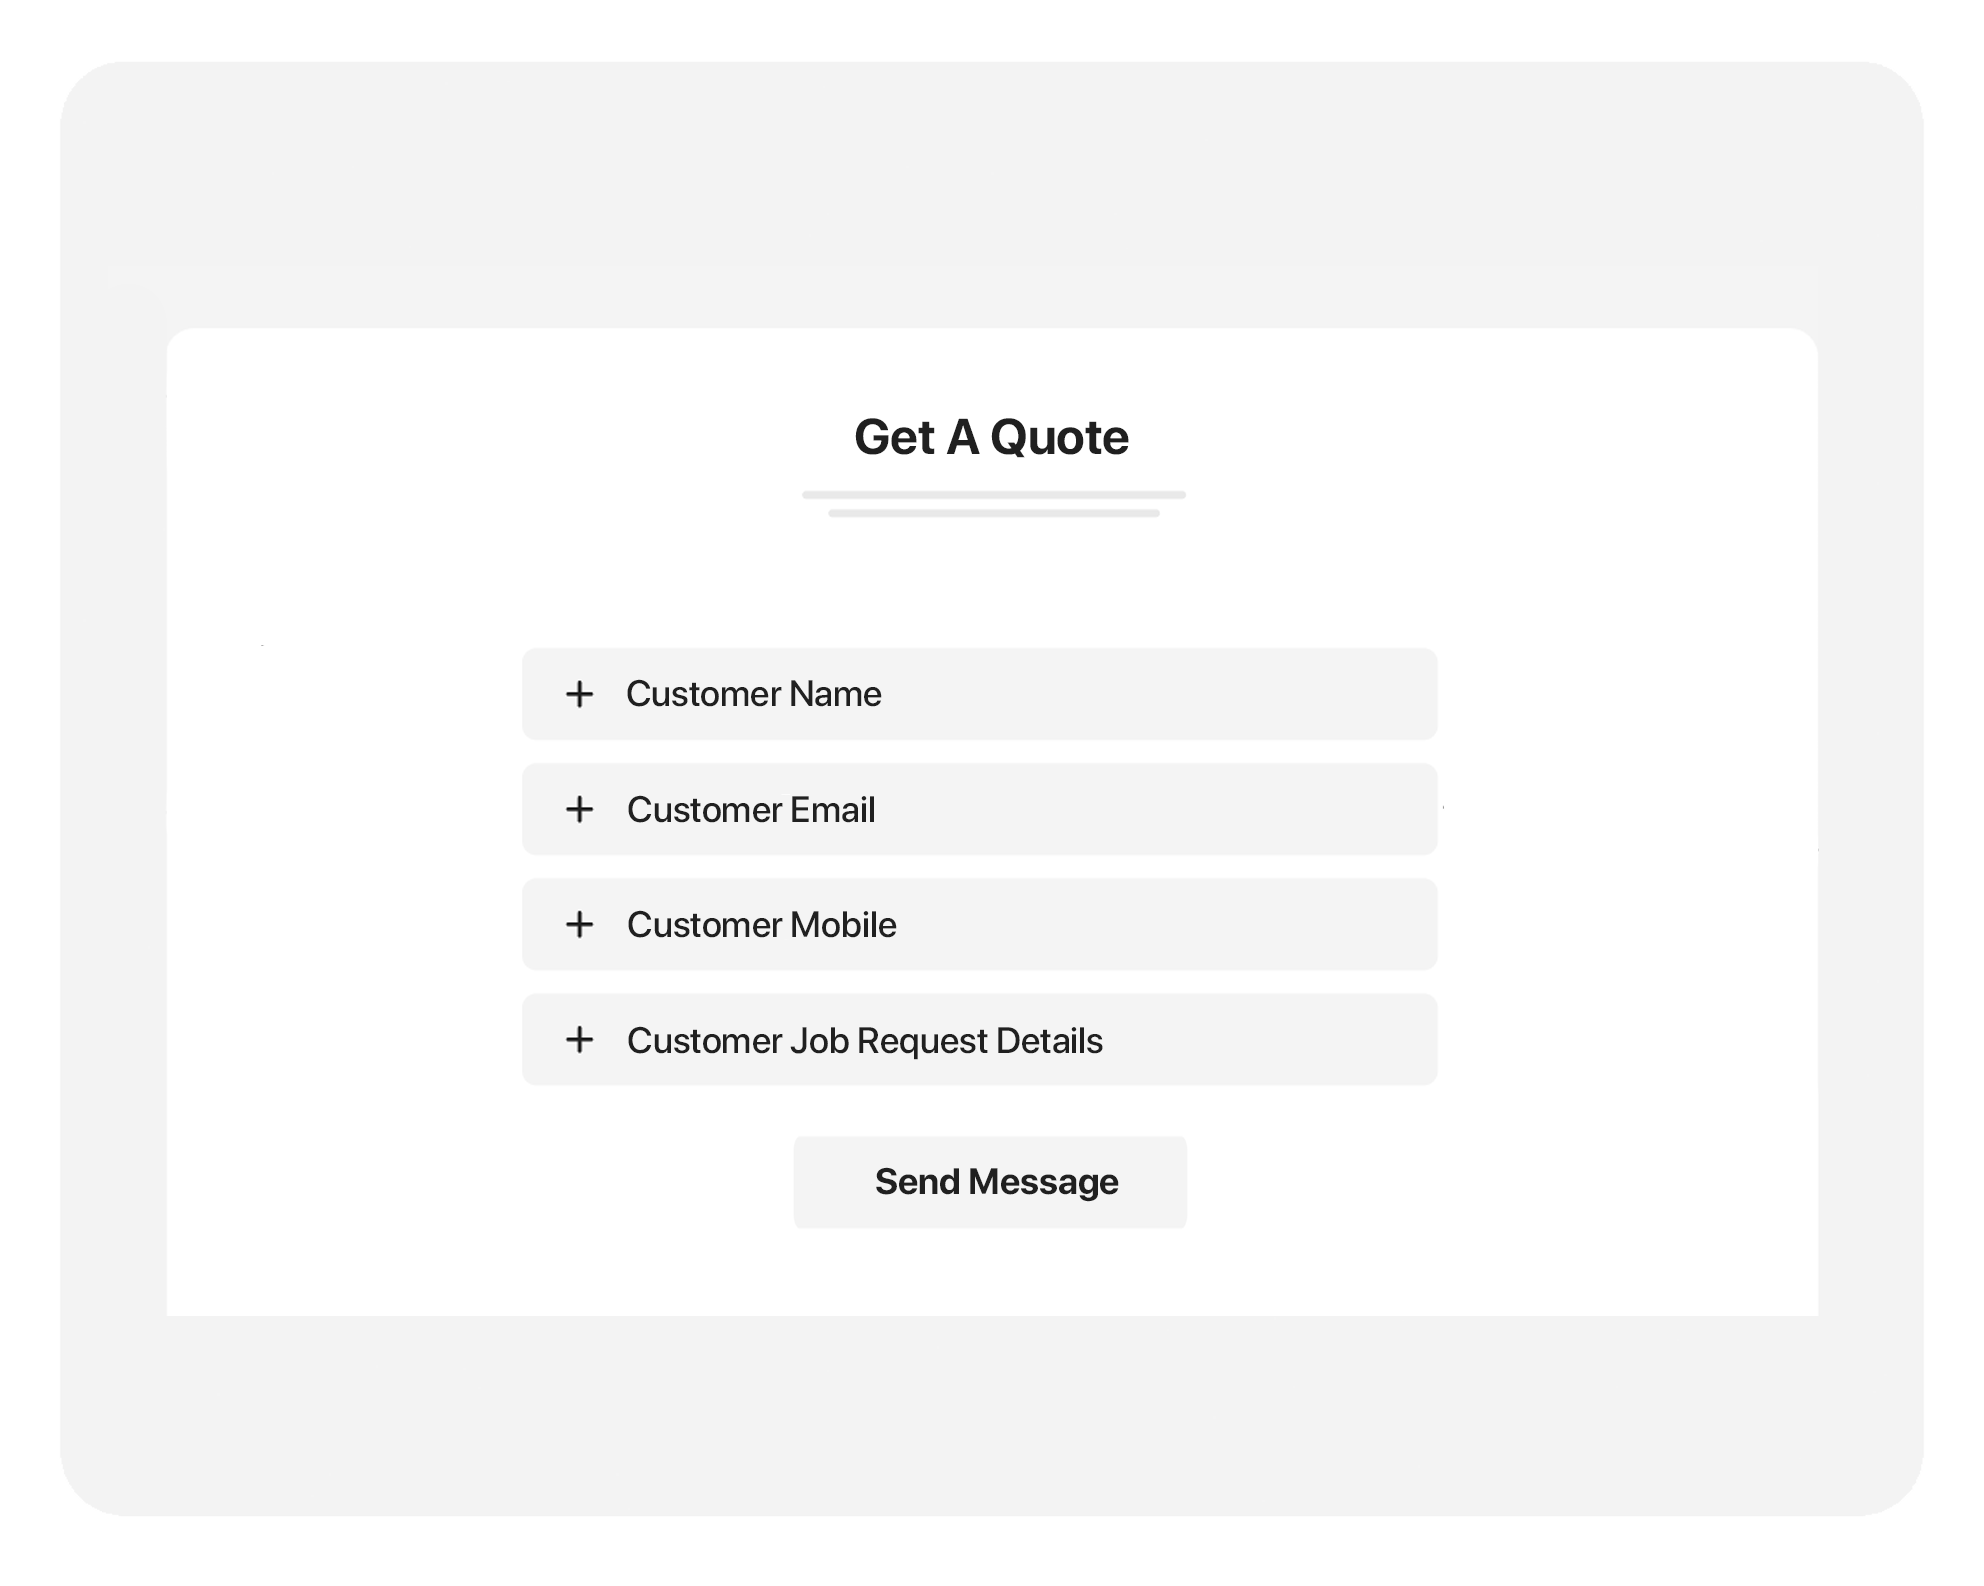 Get A Quote
Customer Name
Customer Email
Customer Mobile
Customer Job Request Details
Send Message